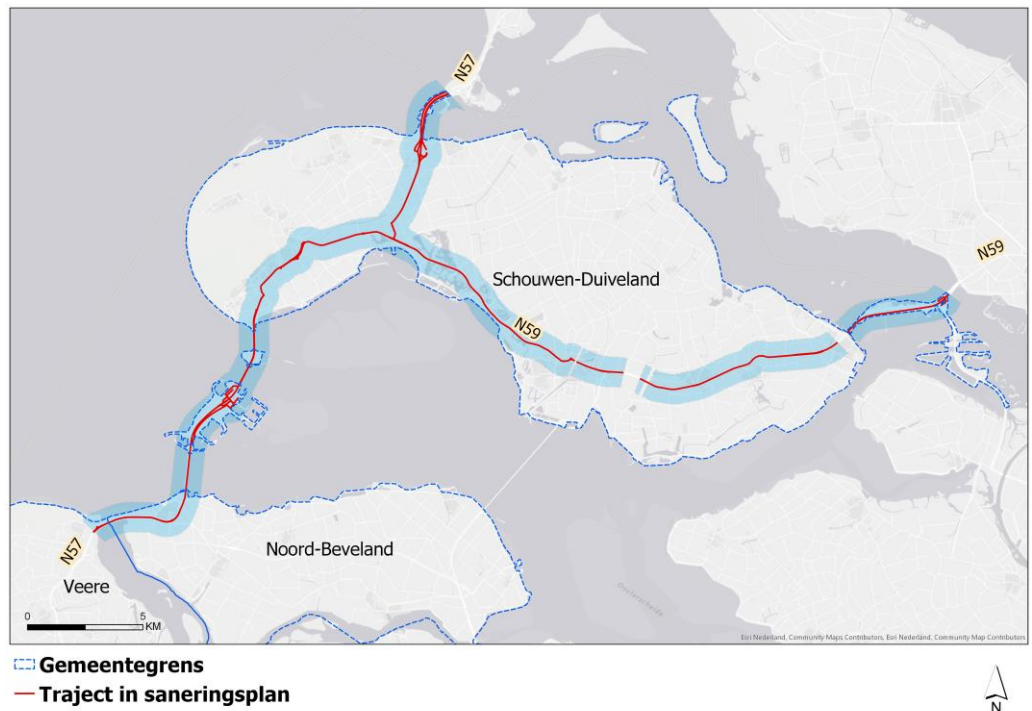 N57
N59
Schouwen-Duiveland
N59
Noord-Beveland
N57
Veere
Oosterschelde
0 5
KM
Esri Nederland, Community Maps Contributors, Esri Nederland, Community Map Contributors
Gemeentegrens
Traject in saneringsplan
N